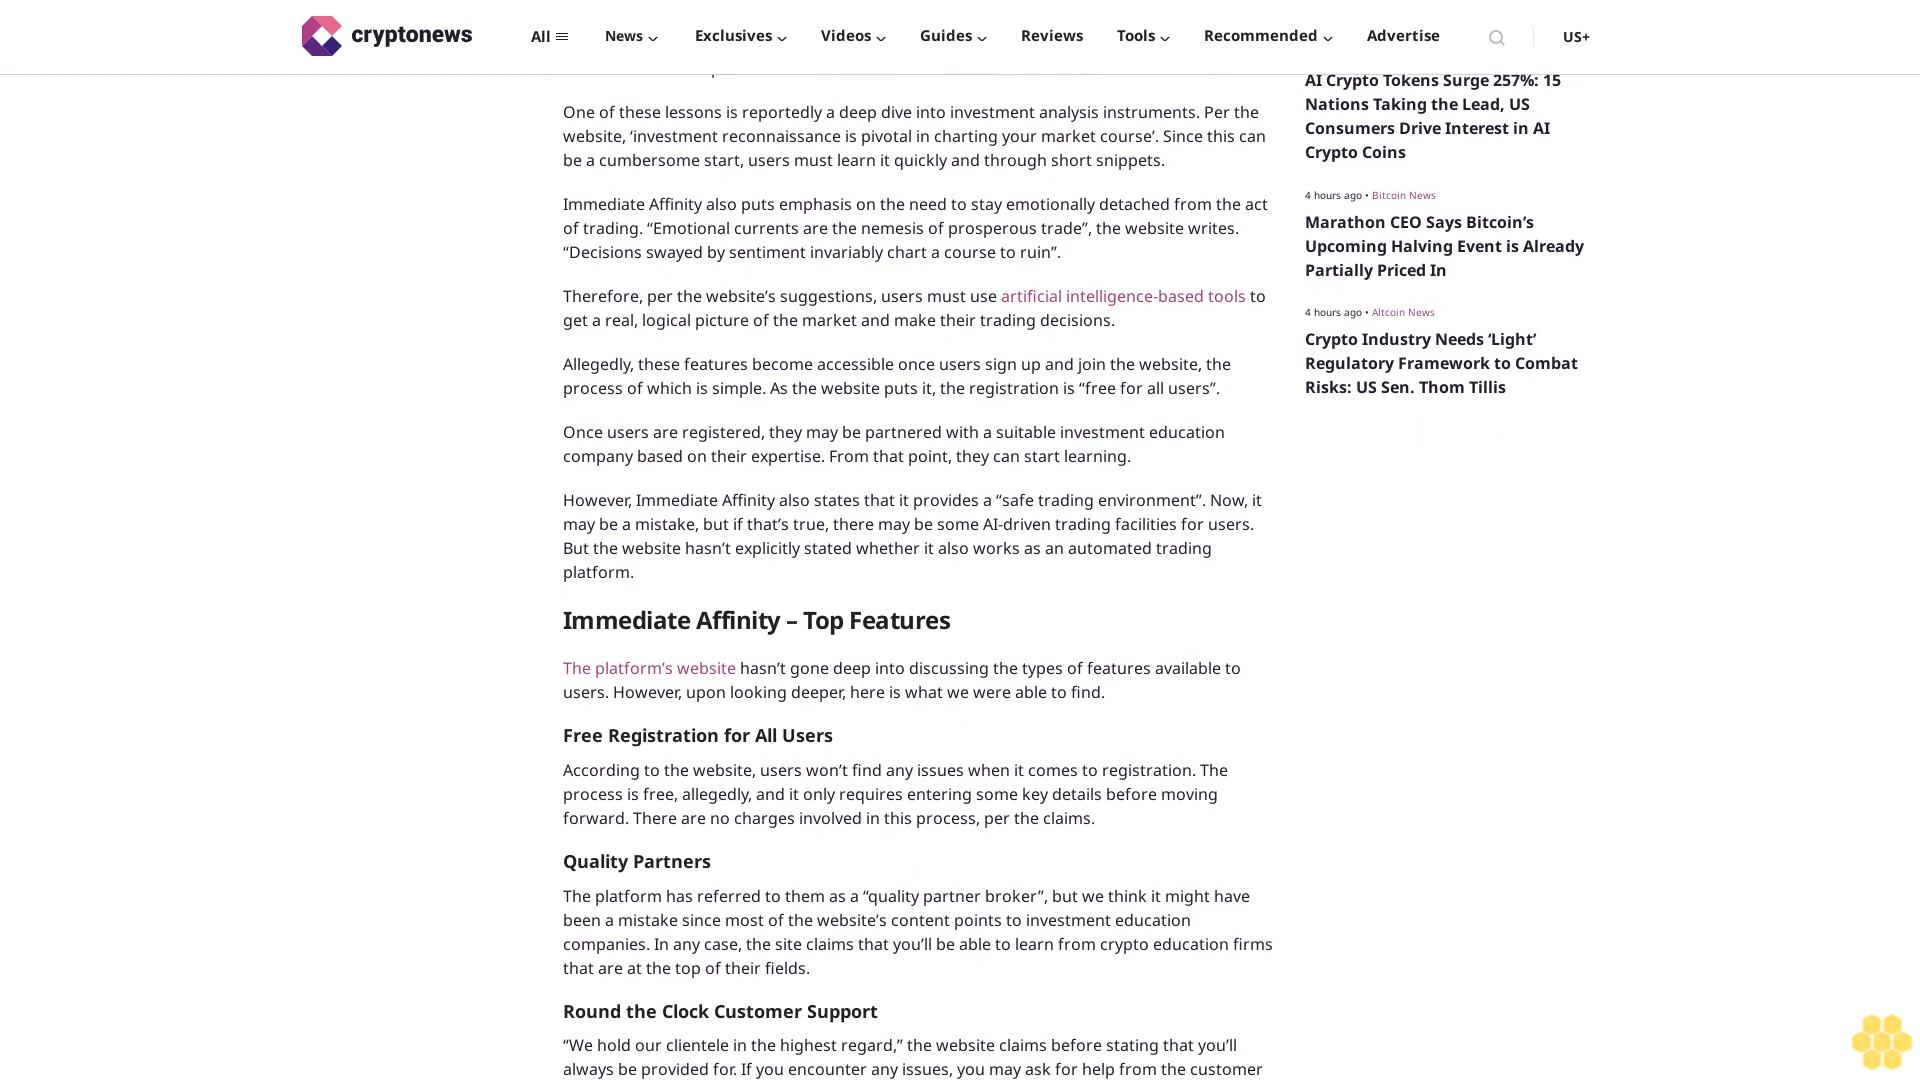 cryptonews
All
News
Exclusives
Videos
Guides
Reviews
Tools
Recommended
Advertise
US+
One of these lessons is reportedly a deep dive into investment analysis instruments. Per the
website, ‘investment reconnaissance is pivotal in charting your market course’. Since this can
be a cumbersome start, users must learn it quickly and through short snippets.
Immediate Affinity also puts emphasis on the need to stay emotionally detached from the act
of trading. “Emotional currents are the nemesis of prosperous trade”, the website writes.
“Decisions swayed by sentiment invariably chart a course to ruin”.
Therefore, per the website’s suggestions, users must use artificial intelligence-based tools to
get a real, logical picture of the market and make their trading decisions.
Allegedly, these features become accessible once users sign up and join the website, the
process of which is simple. As the website puts it, the registration is “free for all users”.
Once users are registered, they may be partnered with a suitable investment education
company based on their expertise. From that point, they can start learning.
However, Immediate Affinity also states that it provides a “safe trading environment”. Now, it
may be a mistake, but if that’s true, there may be some AI-driven trading facilities for users.
But the website hasn’t explicitly stated whether it also works as an automated trading
platform.
Immediate Affinity – Top Features
The platform’s website hasn’t gone deep into discussing the types of features available to
users. However, upon looking deeper, here is what we were able to find.
Free Registration for All Users
According to the website, users won’t find any issues when it comes to registration. The
process is free, allegedly, and it only requires entering some key details before moving
forward. There are no charges involved in this process, per the claims.
Quality Partners
The platform has referred to them as a “quality partner broker”, but we think it might have
been a mistake since most of the website’s content points to investment education
companies. In any case, the site claims that you’ll be able to learn from crypto education firms
that are at the top of their fields.
Round the Clock Customer Support
“We hold our clientele in the highest regard,” the website claims before stating that you’ll
always be provided for. If you encounter any issues, you may ask for help from the customer
AI Crypto Tokens Surge 257%: 15
Nations Taking the Lead, US
Consumers Drive Interest in AI
Crypto Coins
4 hours ago • Bitcoin News
Marathon CEO Says Bitcoin’s
Upcoming Halving Event is Already
Partially Priced In
4 hours ago • Altcoin News
Crypto Industry Needs ‘Light’
Regulatory Framework to Combat
Risks: US Sen. Thom Tillis